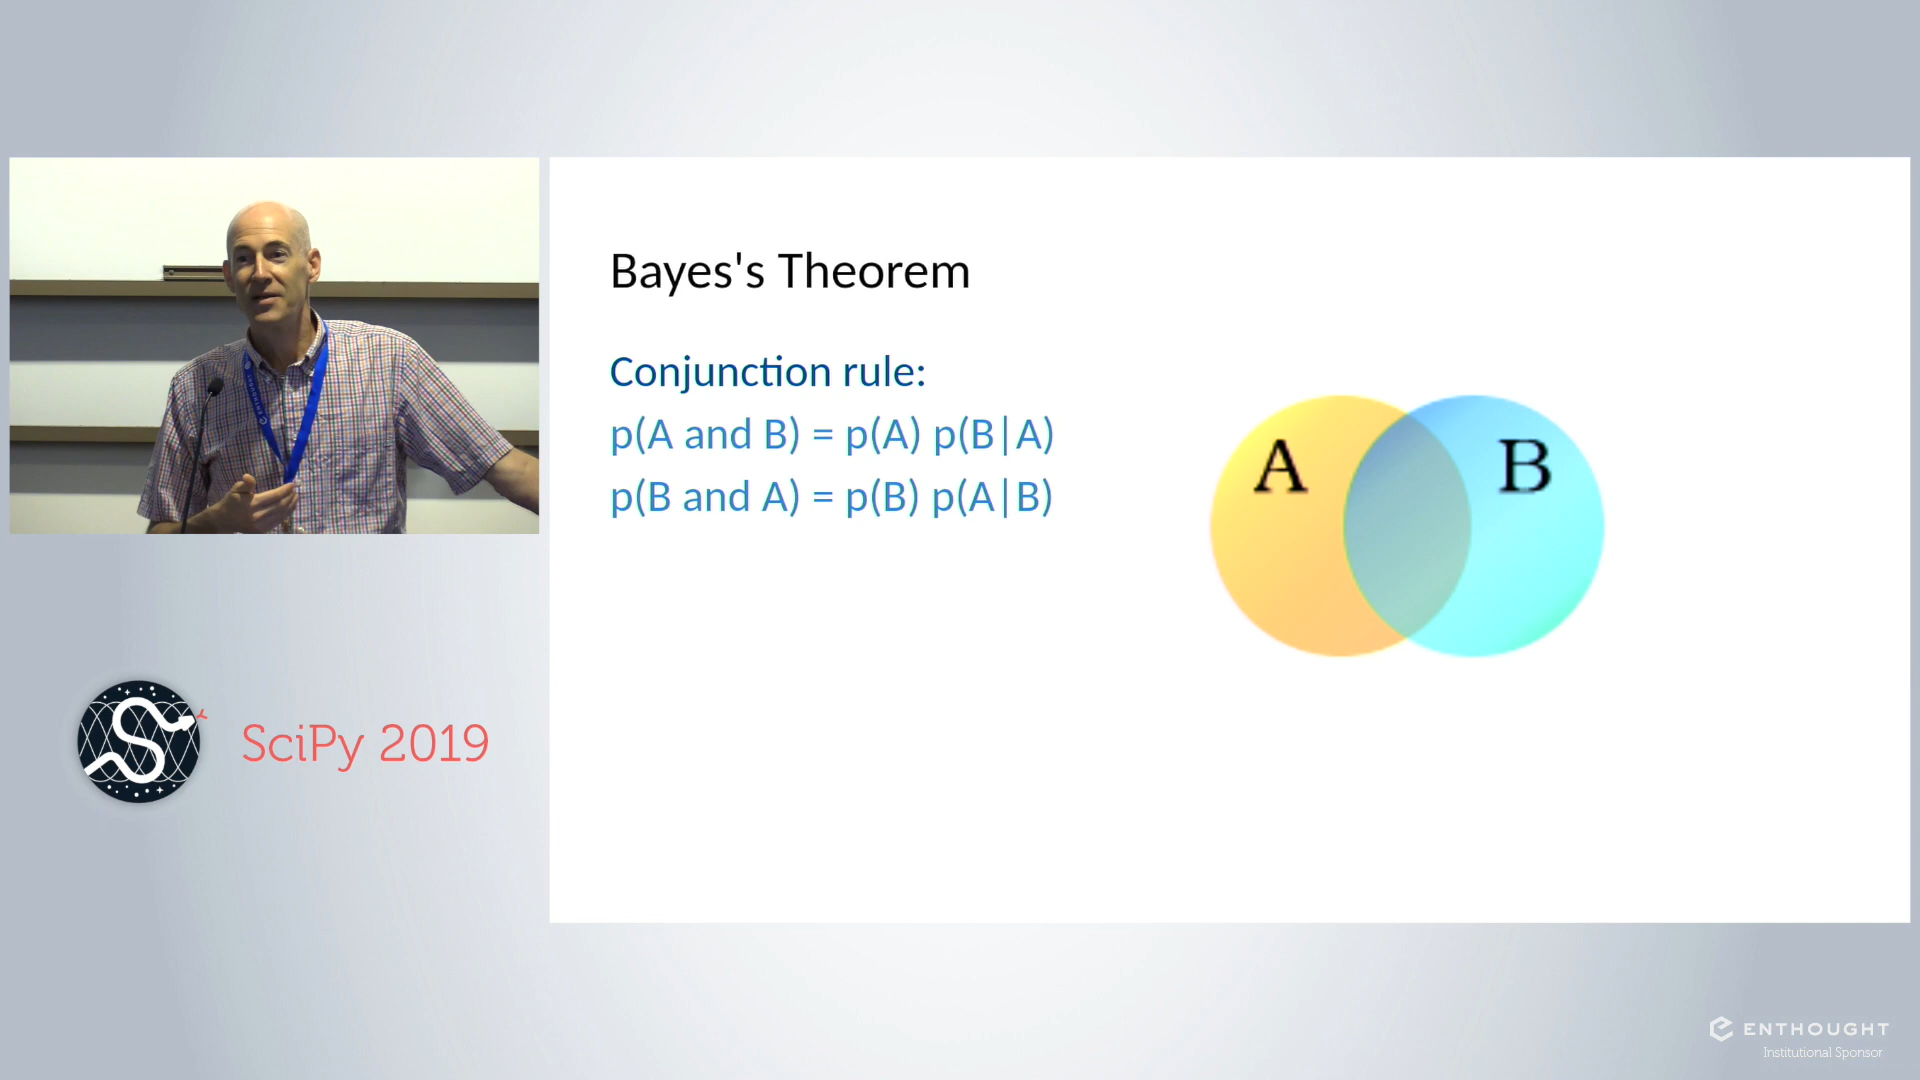 Bayes's Theorem
Conjunction rule:
p(A and B) = p(A) p(B|A)
p(B and A) = p(B) p(A|B)
A
B
SciPy 2019
ENTHOUGHT
Institutional Sponsor